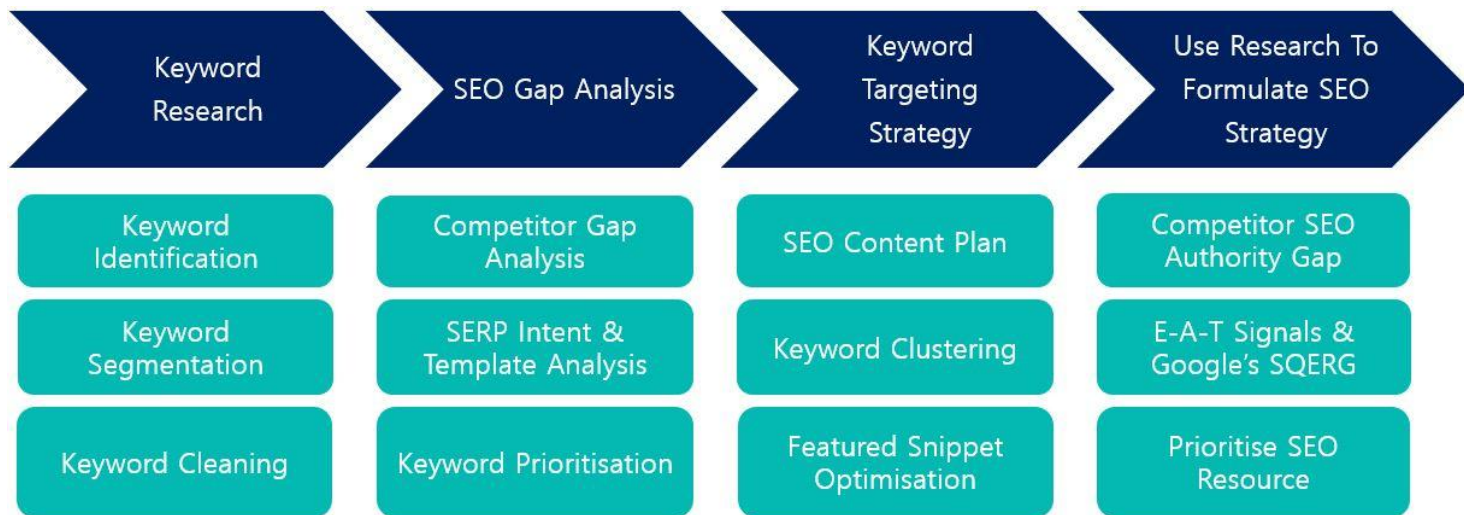 Keyword
Research
SEO Gap Analysis
Keyword
Targeting
Strategy
Use Research To
Formulate SEO
Strategy
Keyword
Identification
Competitor Gap
Analysis
SEO Content Plan
Competitor SEO
Authority Gap
Keyword
Segmentation
SERP Intent &
Template Analysis
Keyword Clustering
E-A-T Signals &
Google's SQERG
Keyword Cleaning
Keyword Prioritisation
Featured Snippet
Optimisation
Prioritise SEO
Resource